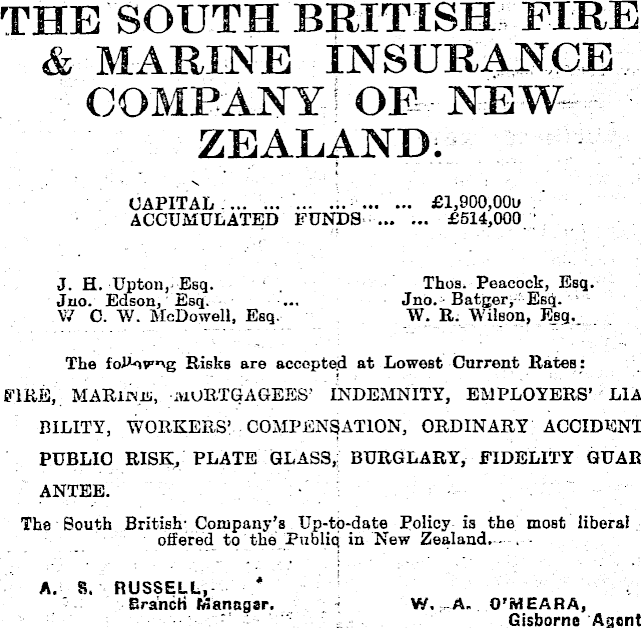 THE SOUTH BRITISH FIRE
& MARINE INSURANCE
COMPANY OF NEW
ZEALAND.
CAPITAL ... ... ... ... ... ... £1,900,000
ACCUMULATED FUNDS ... ... £514,000
J. H. Upton, Esq. Thos. Peacock, Esq.
Jno. Edson, Esq. ... Jno. Batger, Esq.
W C. W. McDowell, Esq. W. R. Wilson, Esq.
The following Risks are accepted at Lowest Current Rates:
FIRE, MARINE, MORTGAGEES' INDEMNITY, EMPLOYERS' LIA
BILITY, WORKERS' COMPENSATION, ORDINARY ACCIDENT
PUBLIC RISK, PLATE GLASS, BURGLARY, FIDELITY GUAR
ANTEE.
The South British Company's Up-to-date Policy is the most liberal
offered to the Public in New Zealand.
A. S. RUSSELL,
Branch Manager.
W. A. O'MEARA,
Gisborne Agent